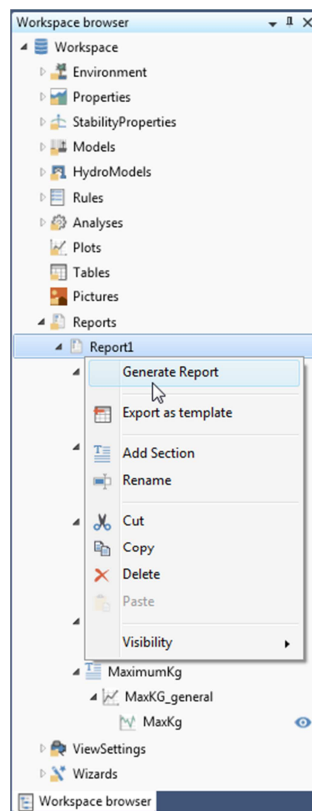 Workspace browser
Workspace
Environment
Properties
StabilityProperties
Models
HydroModels
Rules
Analyses
Plots
Tables
Pictures
Reports
Report1
Generate Report
Export as template
Add Section
Rename
Cut
Copy
Delete
Paste
Visibility
MaximumKg
MaxKG_general
MaxKg
ViewSettings
Wizards
Workspace browser